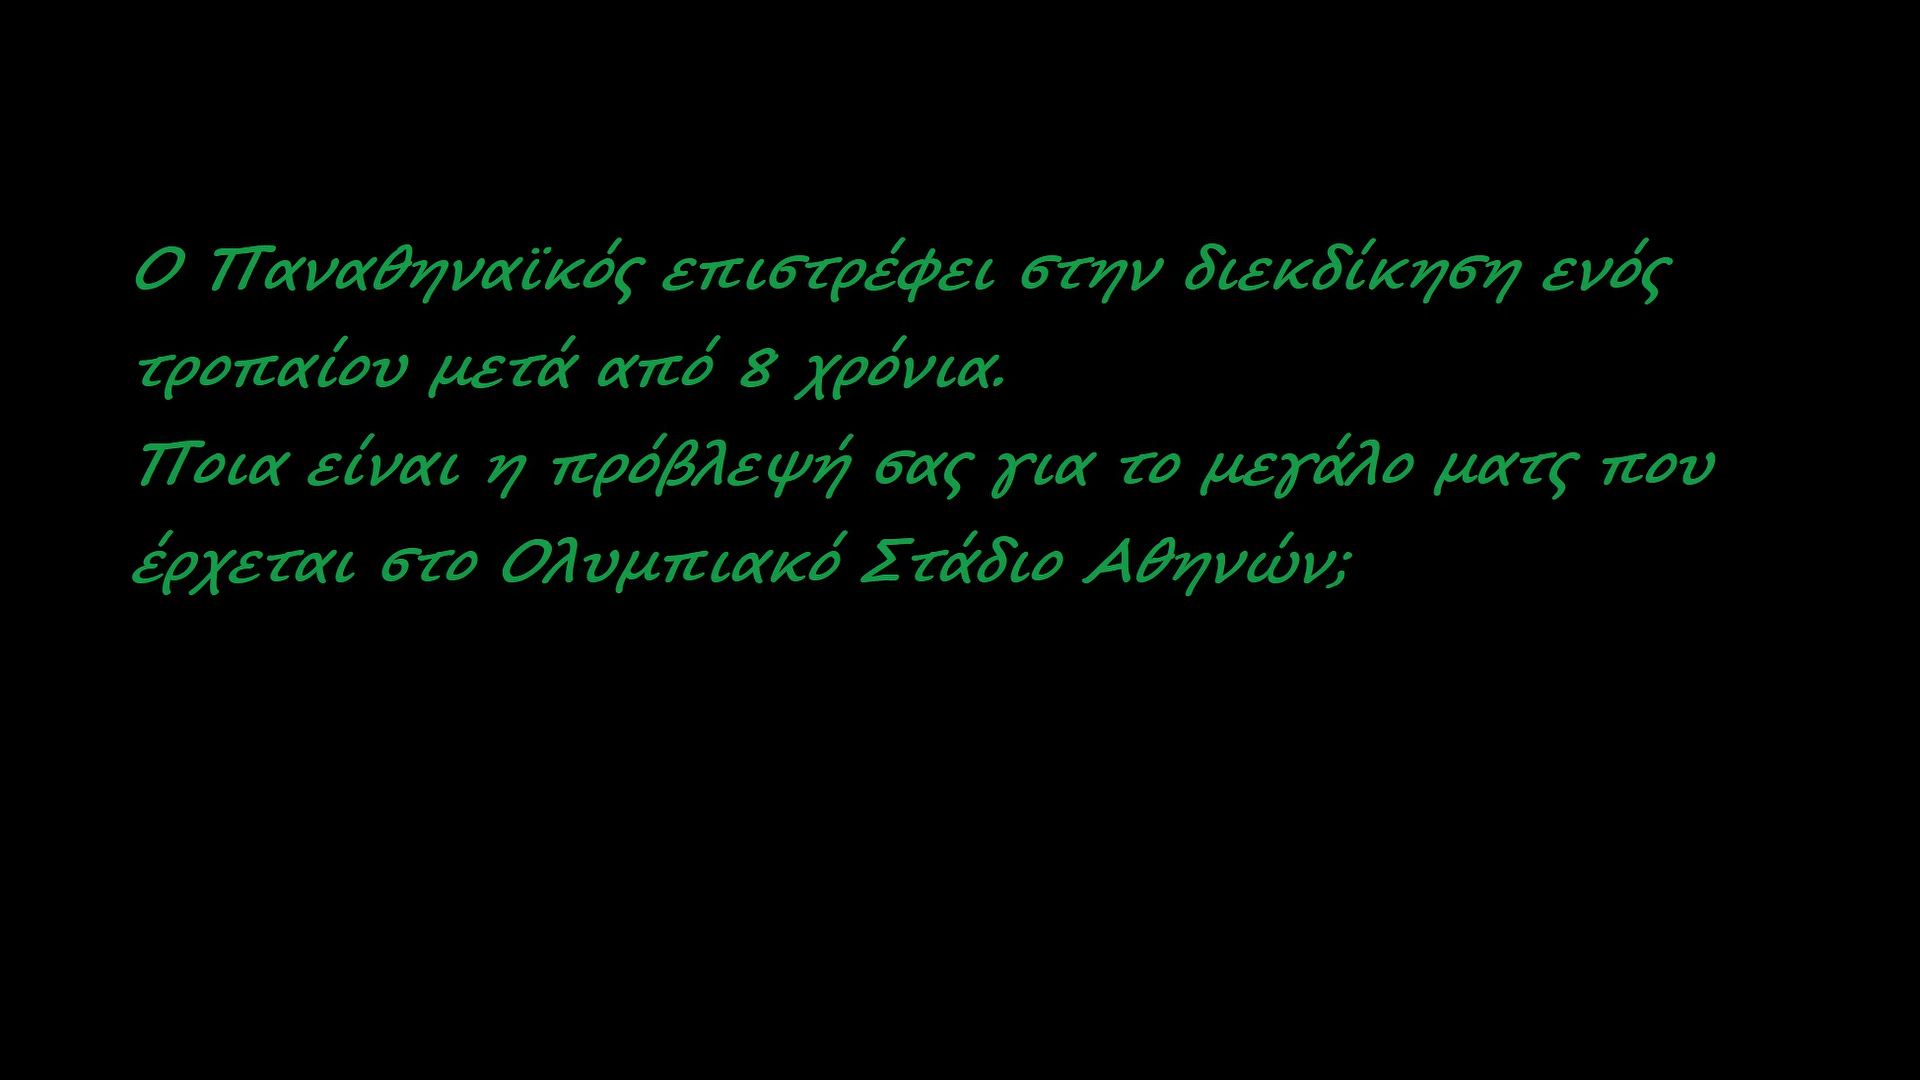 Ο Παναθηναϊκός επιστρέφει στην διεκδίκηση ενός
τροπαίου μετά από 8 χρόνια.
Ποια είναι η πρόβλεψή σας για το μεγάλο ματς που
έρχεται στο Ολυμπιακό Στάδιο Αθηνών;